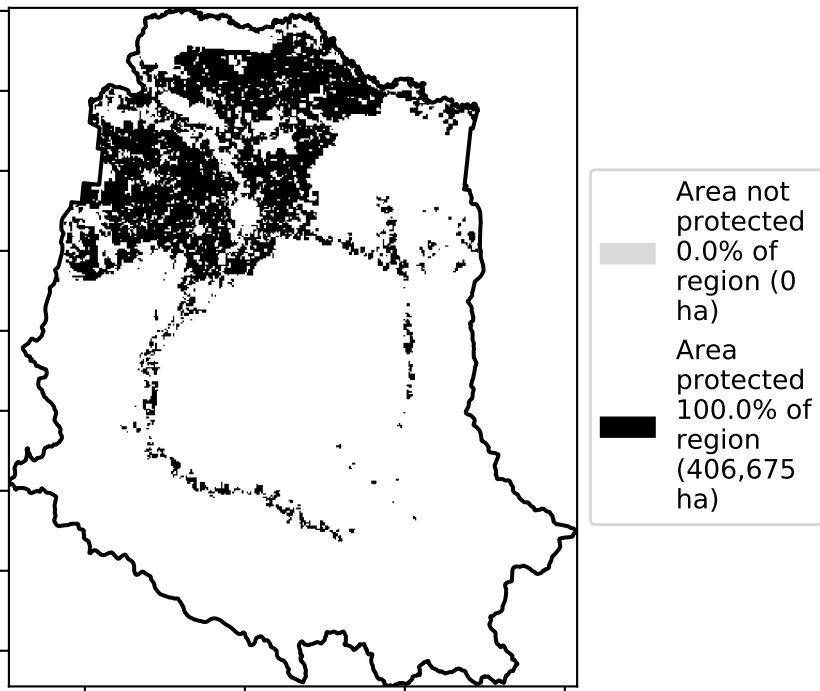 Area not
protected
0.0% of
region (0
ha)
Area
protected
100.0% of
region
(406,675
ha)